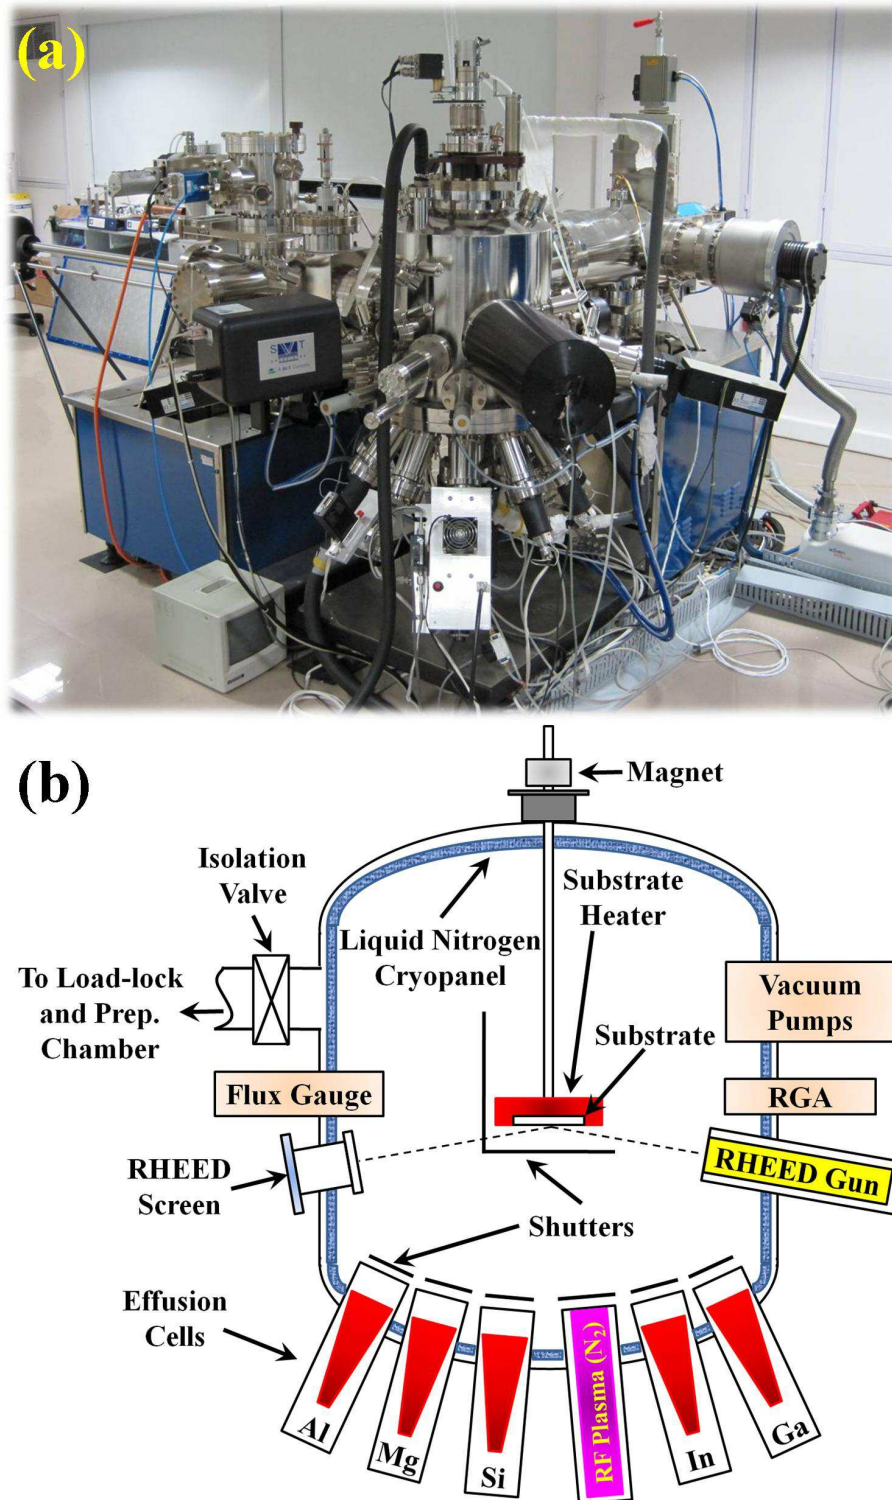 (a)
SVT
(b)
Magnet
Isolation
Valve
Substrate
Heater
Liquid Nitrogen
Cryopanel
To Load-lock
and Prep.
Chamber
Vacuum
Pumps
Substrate
Flux Gauge
RGA
RHEED
Screen
RHEED Gun
Shutters
Effusion
Cells
Al
Mg
Si
RF Plasma (N₂)
In
Ga